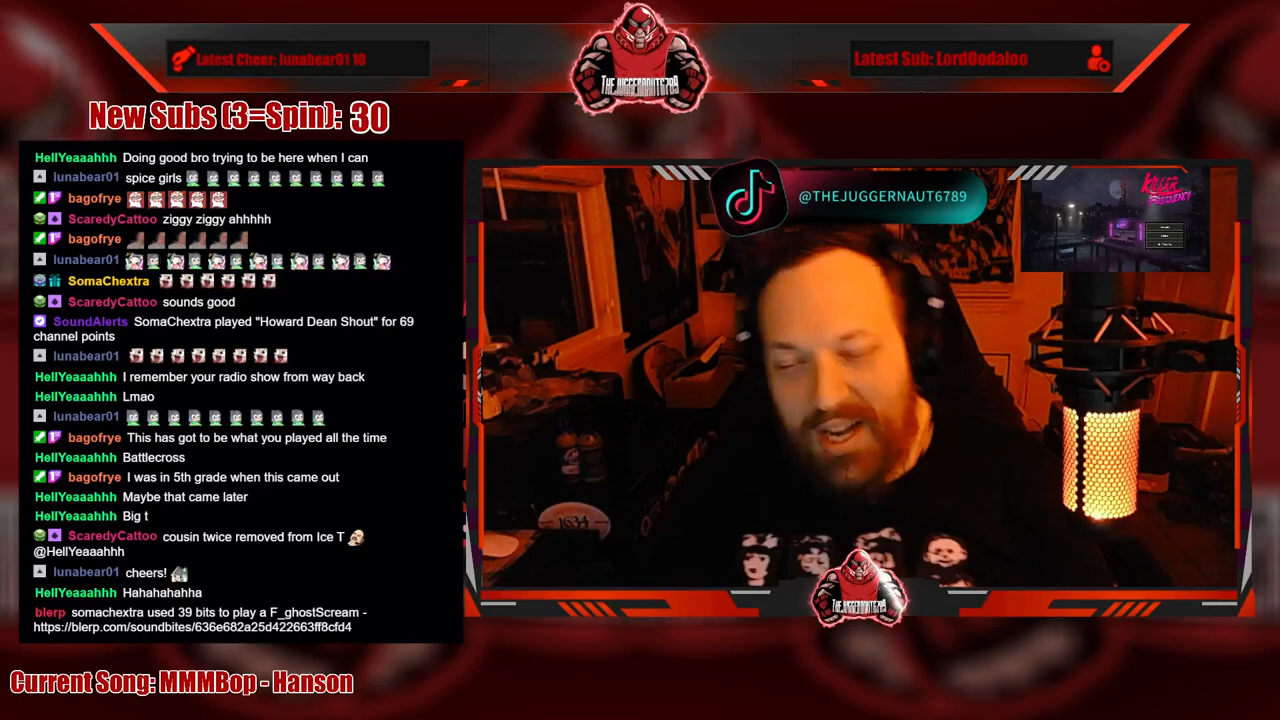 Latest Cheer: lunabear01 10
THEJUGGERNAUT6789
Latest Sub: LordOodaloo
New Subs (3=Spin): 30
HellYeaaahhh Doing good bro trying to be here when I can
lunabear01 spice girls
bagofrye
ScaredyCattoo ziggy ziggy ahhhhh
bagofrye
lunabear01
SomaChextra
ScaredyCattoo sounds good
SoundAlerts SomaChextra played "Howard Dean Shout" for 69
channel points
lunabear01
HellYeaaahhh I remember your radio show from way back
HellYeaaahhh Lmao
lunabear01
bagofrye This has got to be what you played all the time
HellYeaaahhh Battlecross
bagofrye I was in 5th grade when this came out
HellYeaaahhh Maybe that came later
HellYeaaahhh Big t
ScaredyCattoo cousin twice removed from Ice T
@HellYeaaahhh
lunabear01 cheers!
HellYeaaahhh Hahahahahha
blerp somachextra used 39 bits to play a F_ghostScream -
https://blerp.com/soundbites/636e682a25d422663ff8cfd4
@THEJUGGERNAUT6789
KILLER
FREQUENCY
1634
THEJUGGERNAUT6789
Current Song: MMMBop - Hanson